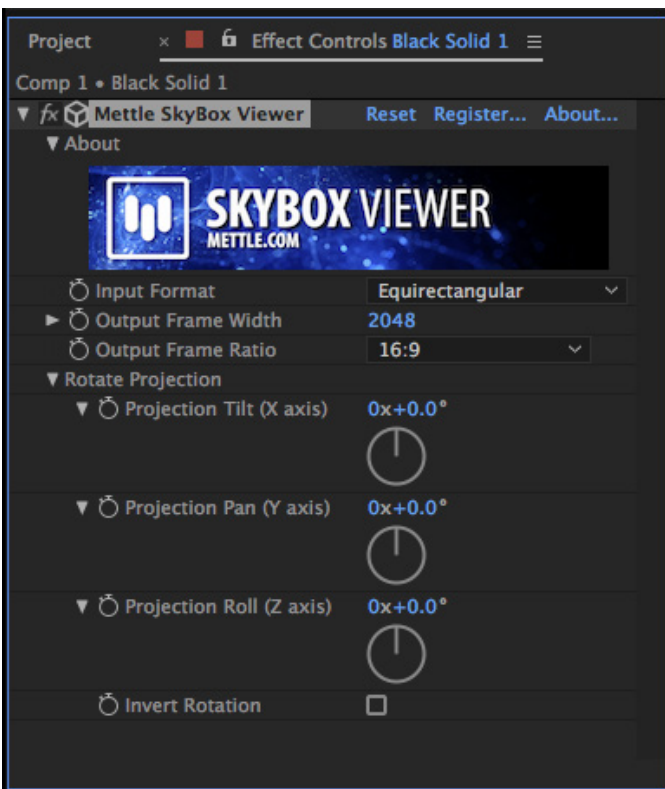 Project × Effect Controls Black Solid 1
Comp 1 • Black Solid 1
fx Mettle SkyBox Viewer Reset Register... About...
About
SKYBOX VIEWER
METTLE.COM
Input Format Equirectangular
Output Frame Width 2048
Output Frame Ratio 16:9
Rotate Projection
Projection Tilt (X axis) 0x+0.0°
Projection Pan (Y axis) 0x+0.0°
Projection Roll (Z axis) 0x+0.0°
Invert Rotation